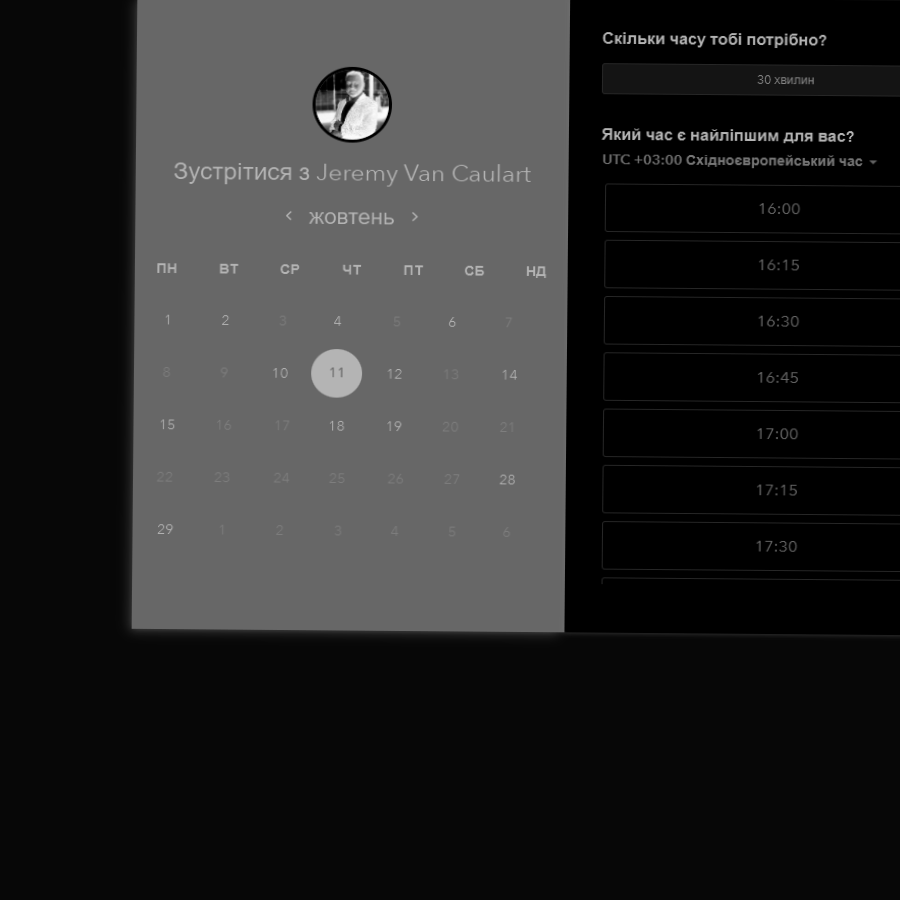 Зустрітися з Jeremy Van Caulart
жовтень
ПН ВТ СР ЧТ ПТ СБ НД
1 2 3 4 5 6 7
8 9 10 11 12 13 14
15 16 17 18 19 20 21
22 23 24 25 26 27 28
29 1 2 3 4 5 6
Скільки часу тобі потрібно?
30 хвилин
Який час є найліпшим для вас?
UTC +03:00 Східноєвропейський час
16:00
16:15
16:30
16:45
17:00
17:15
17:30